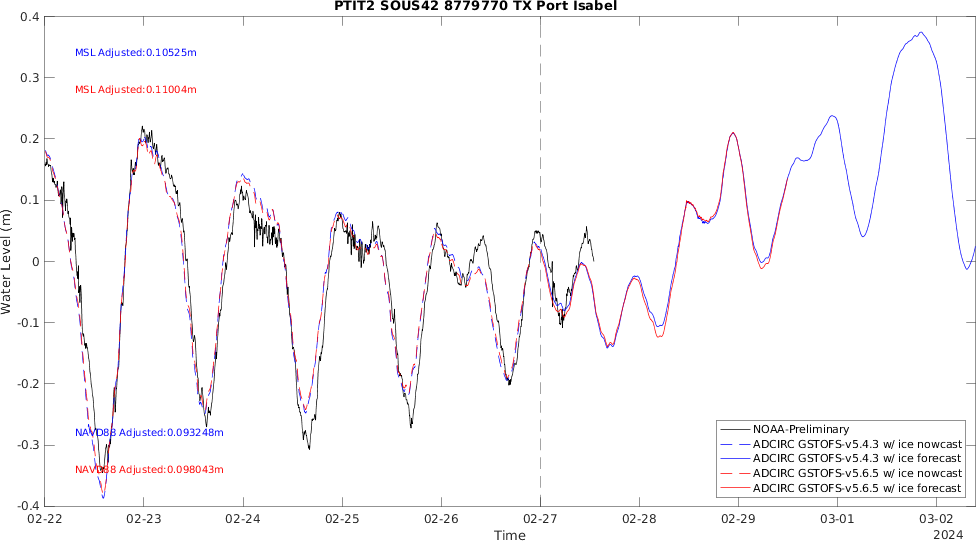 PTIT2 SOUS42 8779770 TX Port Isabel
0.4
0.3
0.2
0.1
0
-0.1
-0.2
-0.3
-0.4
Water Level (m)
MSL Adjusted:0.10525m
MSL Adjusted:0.11004m
NAVD88 Adjusted:0.093248m
NAVD88 Adjusted:0.098043m
NOAA-Preliminary
ADCIRC GSTOFS-v5.4.3 w/ ice nowcast
ADCIRC GSTOFS-v5.4.3 w/ ice forecast
ADCIRC GSTOFS-v5.6.5 w/ ice nowcast
ADCIRC GSTOFS-v5.6.5 w/ ice forecast
02-22 02-23 02-24 02-25 02-26 02-27 02-28 02-29 03-01 03-02
Time
2024